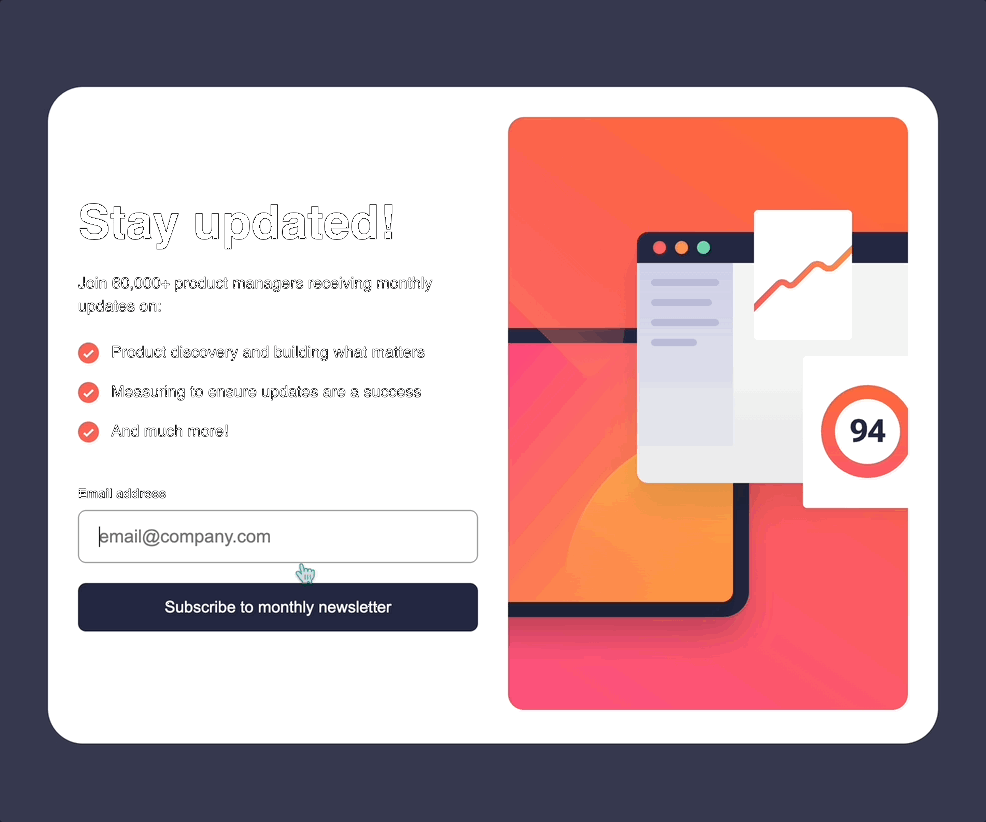 Stay updated!
Join 60,000+ product managers receiving monthly
updates on:
Product discovery and building what matters
Measuring to ensure updates are a success
And much more!
Email address
email@company.com
Subscribe to monthly newsletter
94